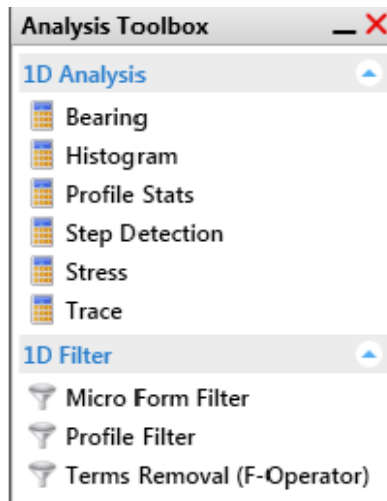 Analysis Toolbox
1D Analysis
Bearing
Histogram
Profile Stats
Step Detection
Stress
Trace
1D Filter
Micro Form Filter
Profile Filter
Terms Removal (F-Operator)